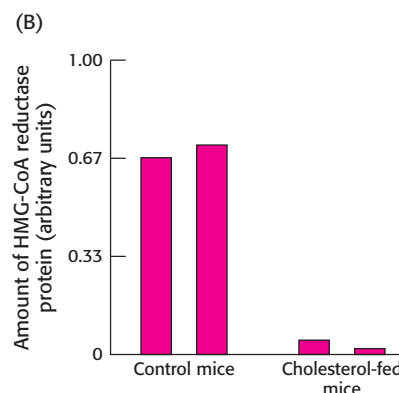 (B)
Amount of HMG-CoA reductase
protein (arbitrary units)
1.00
0.67
0.33
0
Control mice
Cholesterol-fed
mice